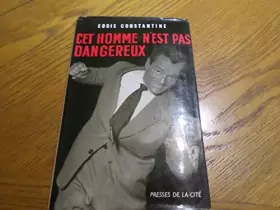 EDDIE CONSTANTINE
CET HOMME N'EST PAS
DANGEREUX
PRESSES DE LA CITÉ